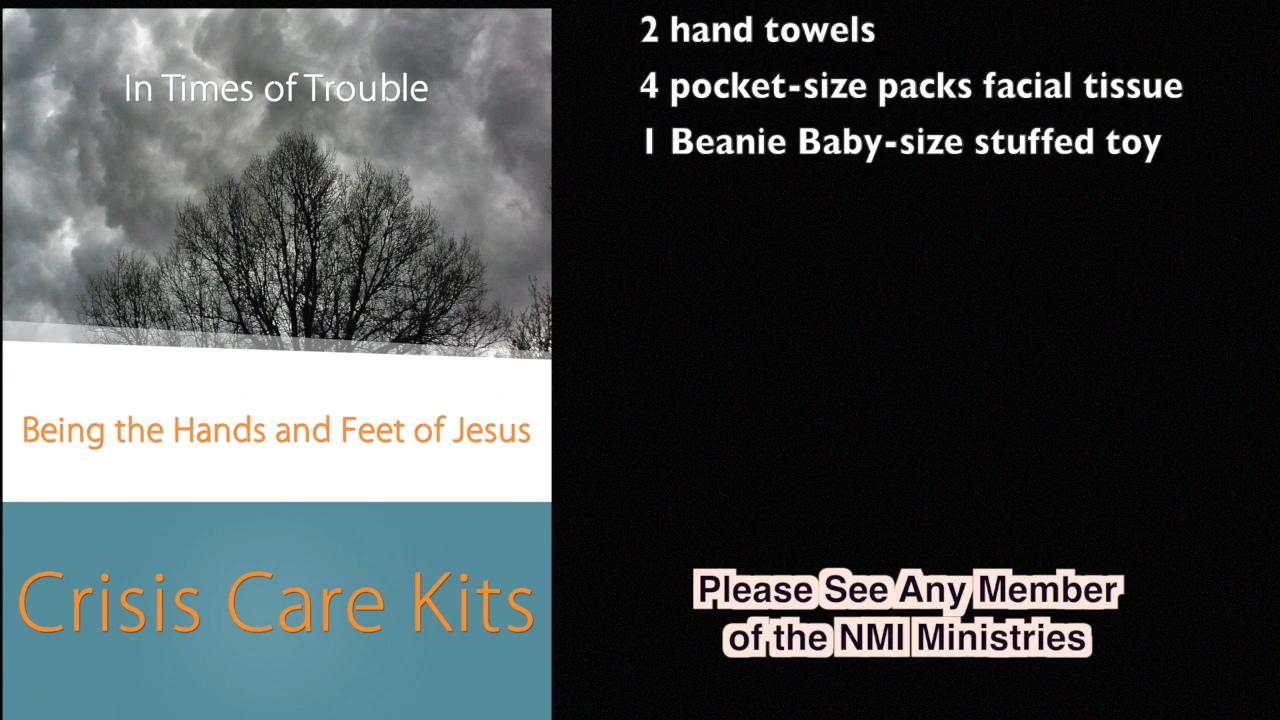 In Times of Trouble
Being the Hands and Feet of Jesus
Crisis Care Kits
2 hand towels
4 pocket-size packs facial tissue
1 Beanie Baby-size stuffed toy
Please See Any Member
of the NMI Ministries